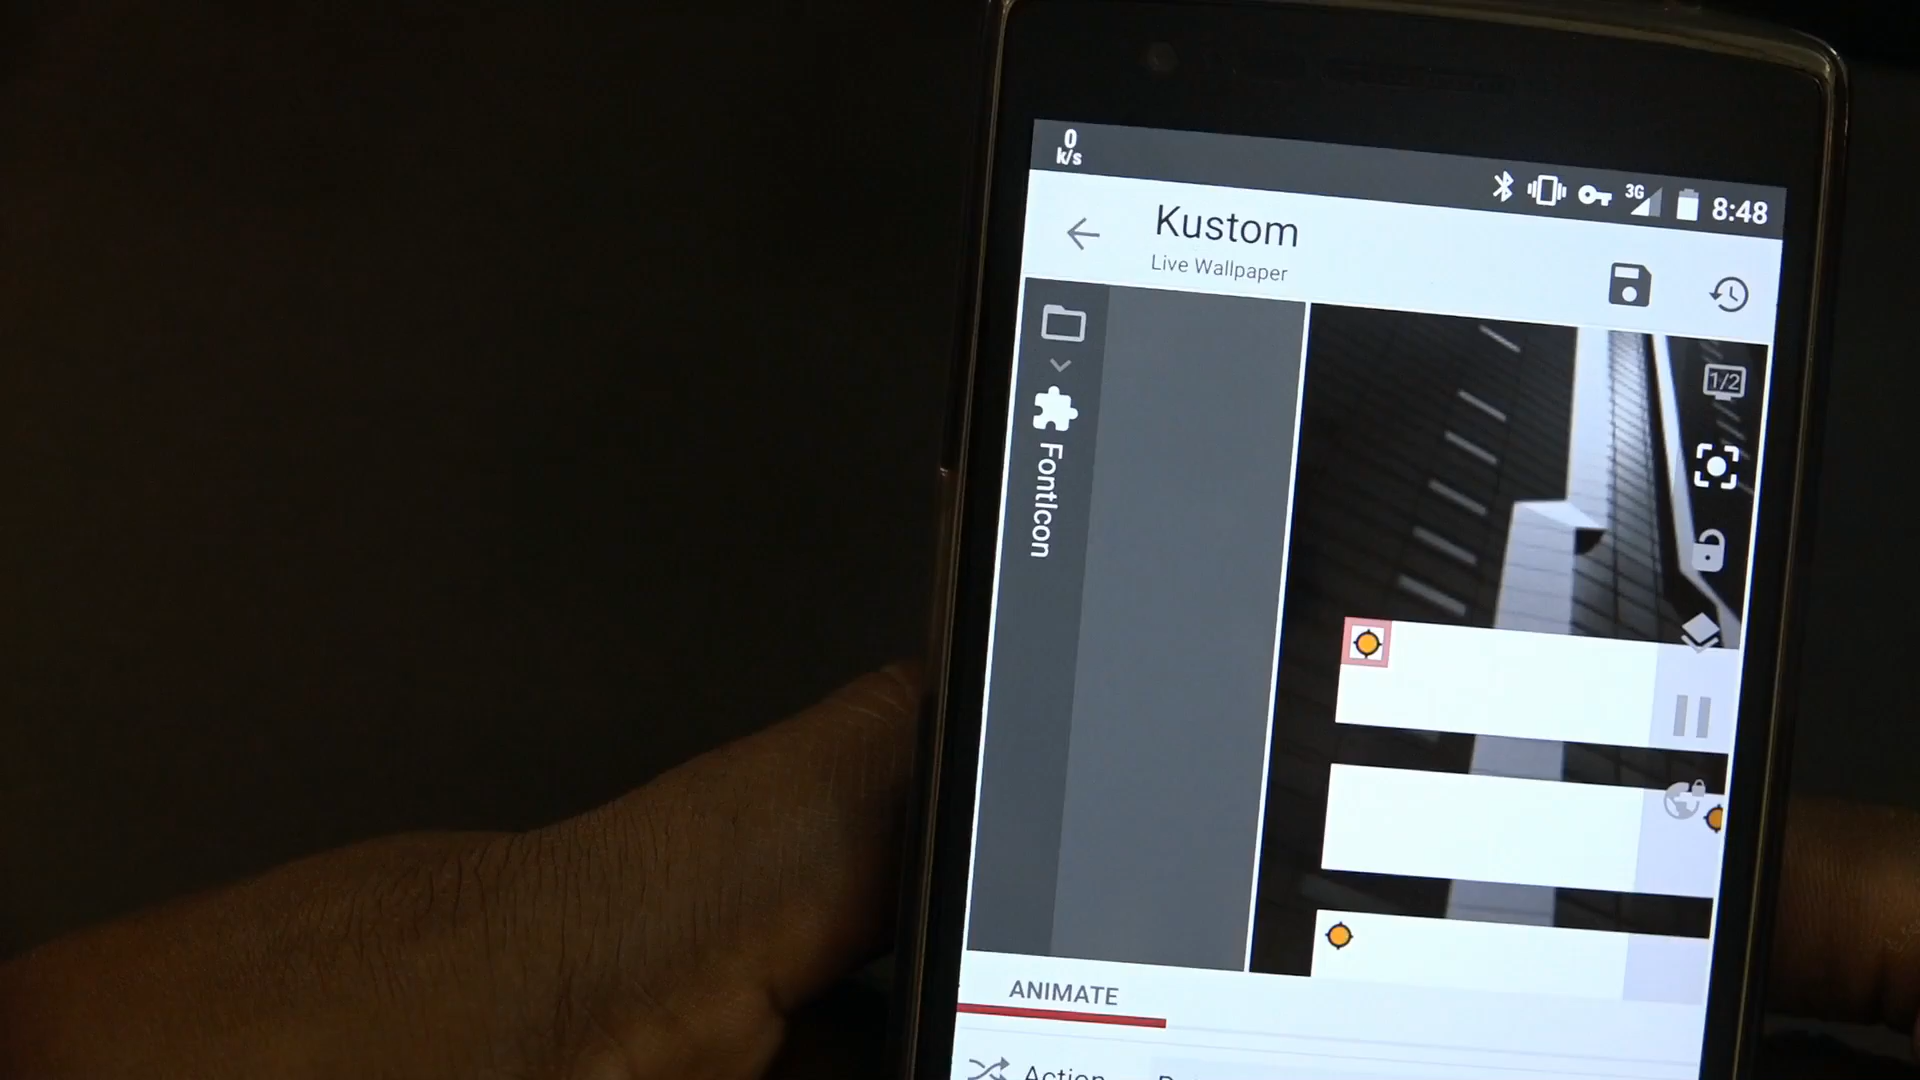 0
k/s
3G
8:48
Kustom
Live Wallpaper
1/2
FontIcon
ANIMATE
Action